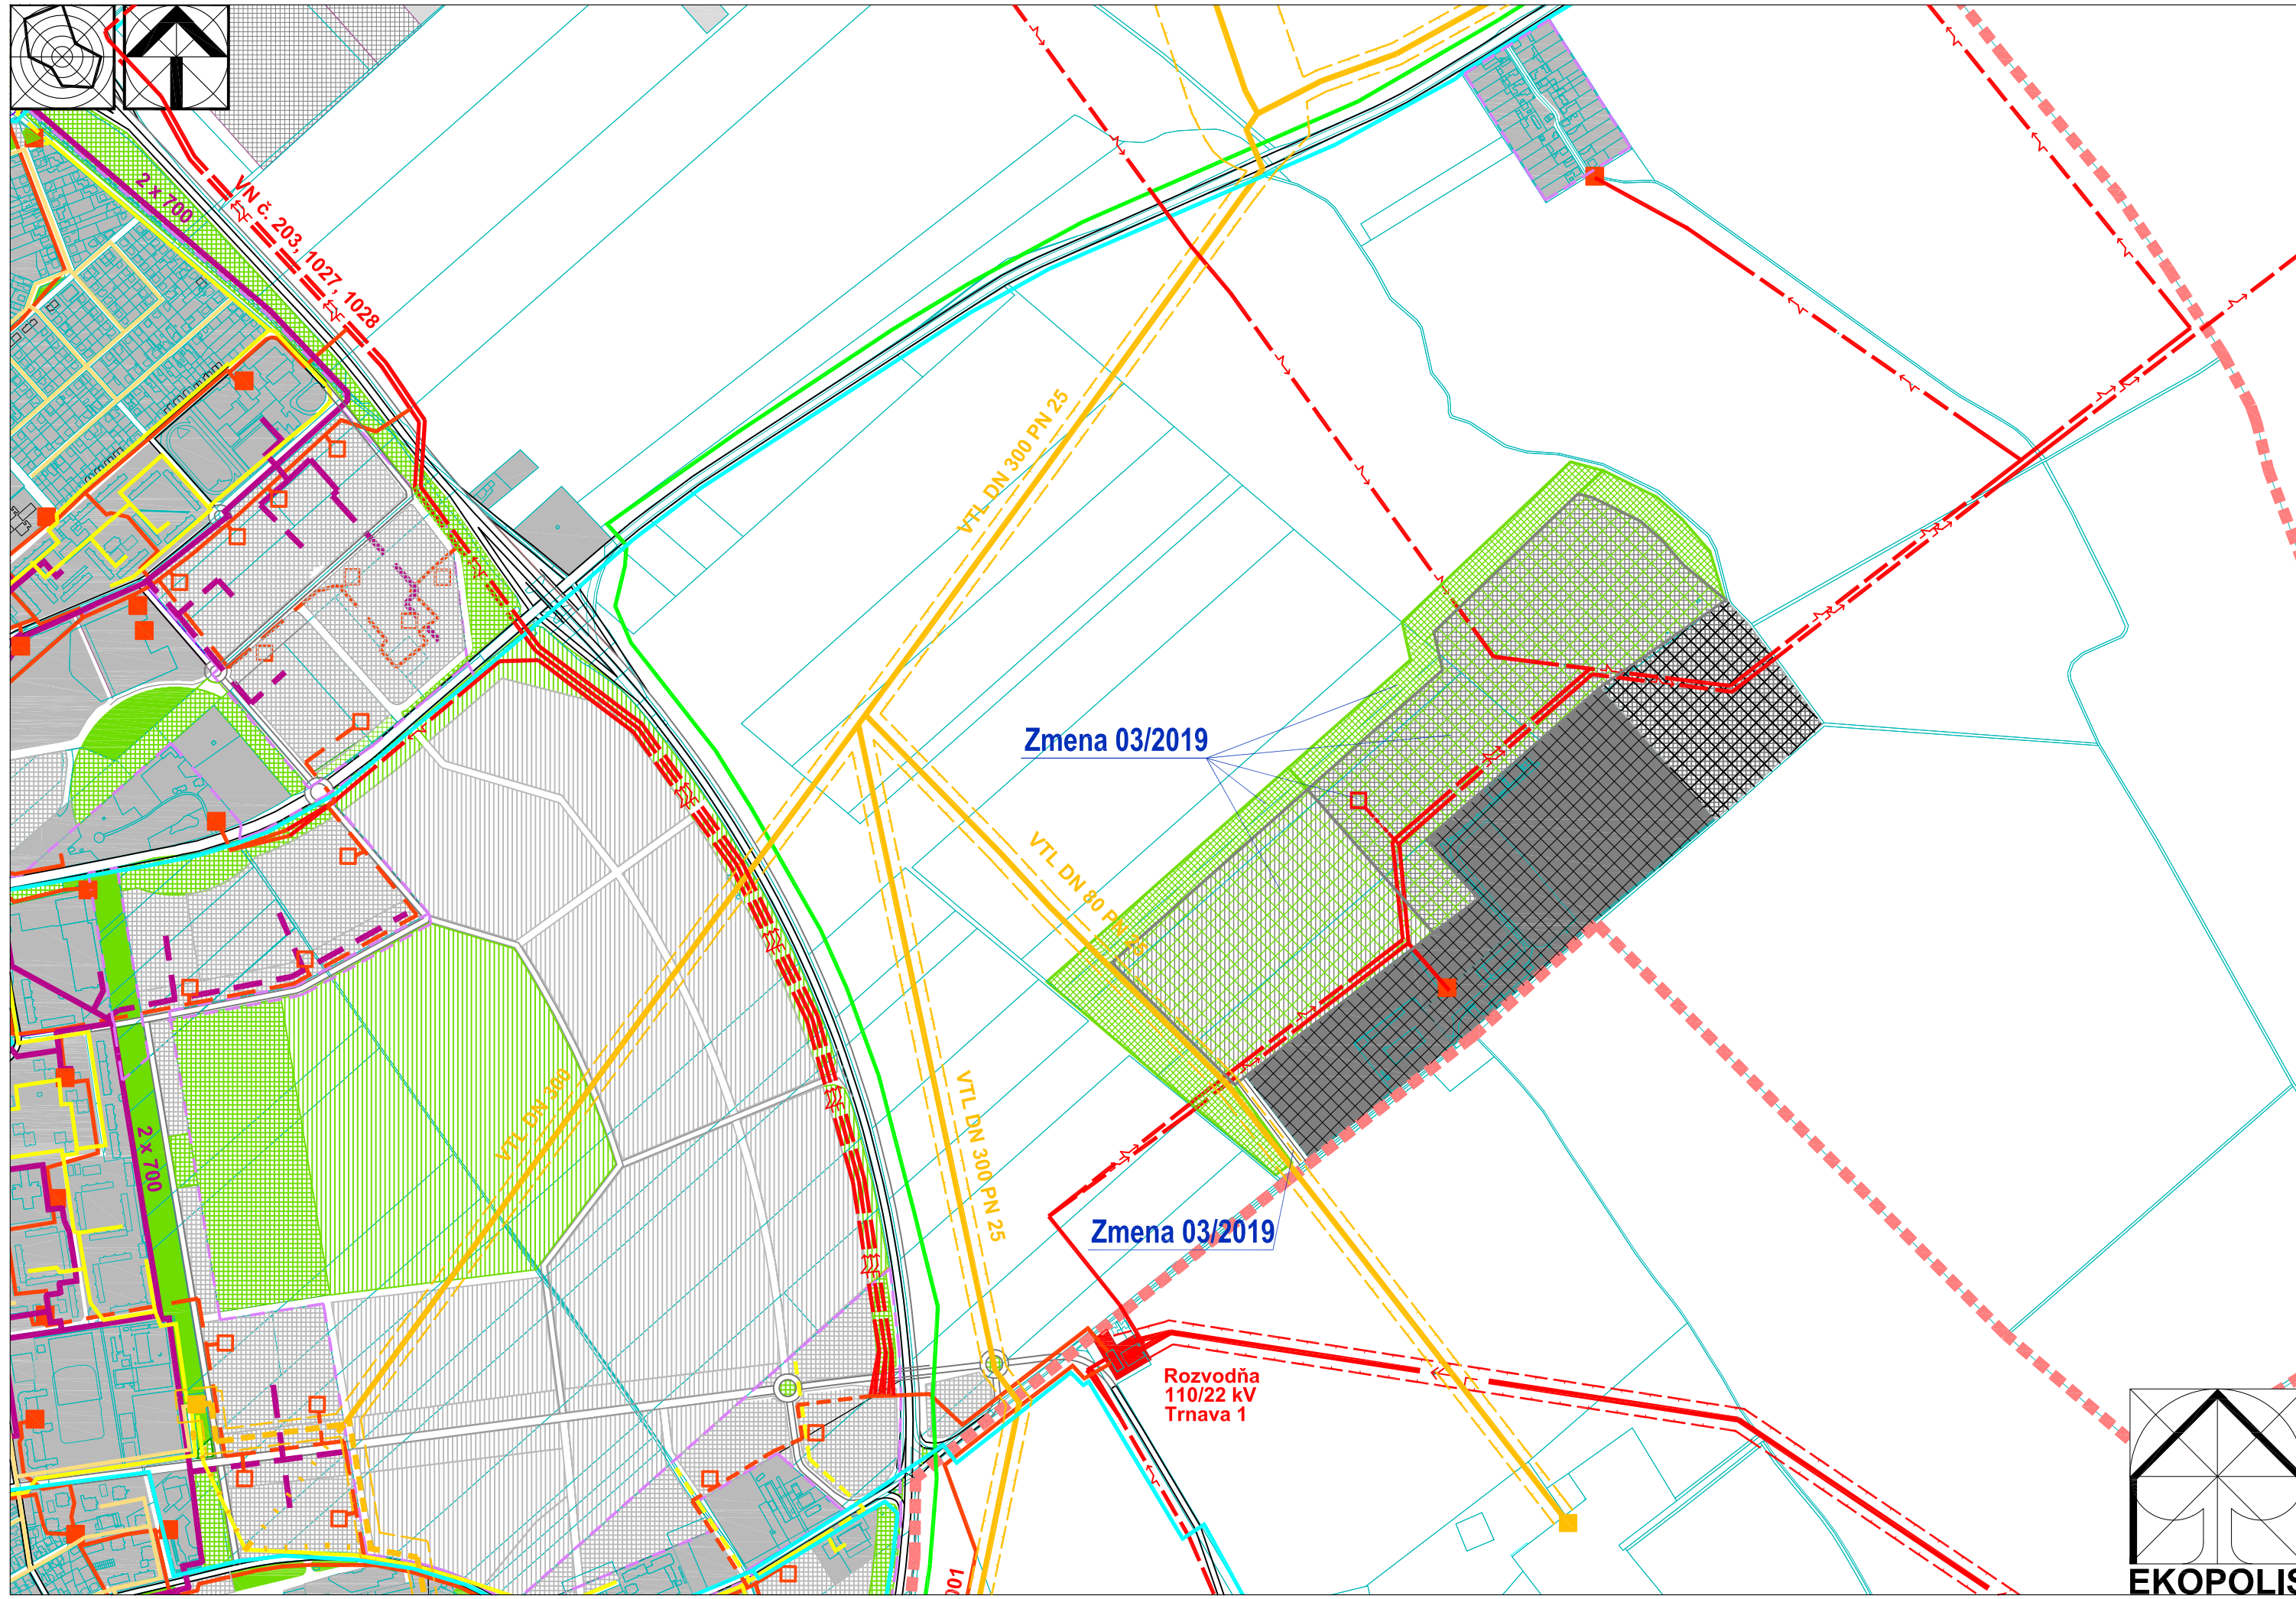 2 x 700
VN č. 203, 1027, 1028
VTL DN 300 PN 25
Zmena 03/2019
VTL DN 80 PN 25
VTL DN 300
VTL DN 300 PN 25
2 x 700
Zmena 03/2019
Rozvodňa
110/22 kV
Trnava 1
001
EKOPOLIS